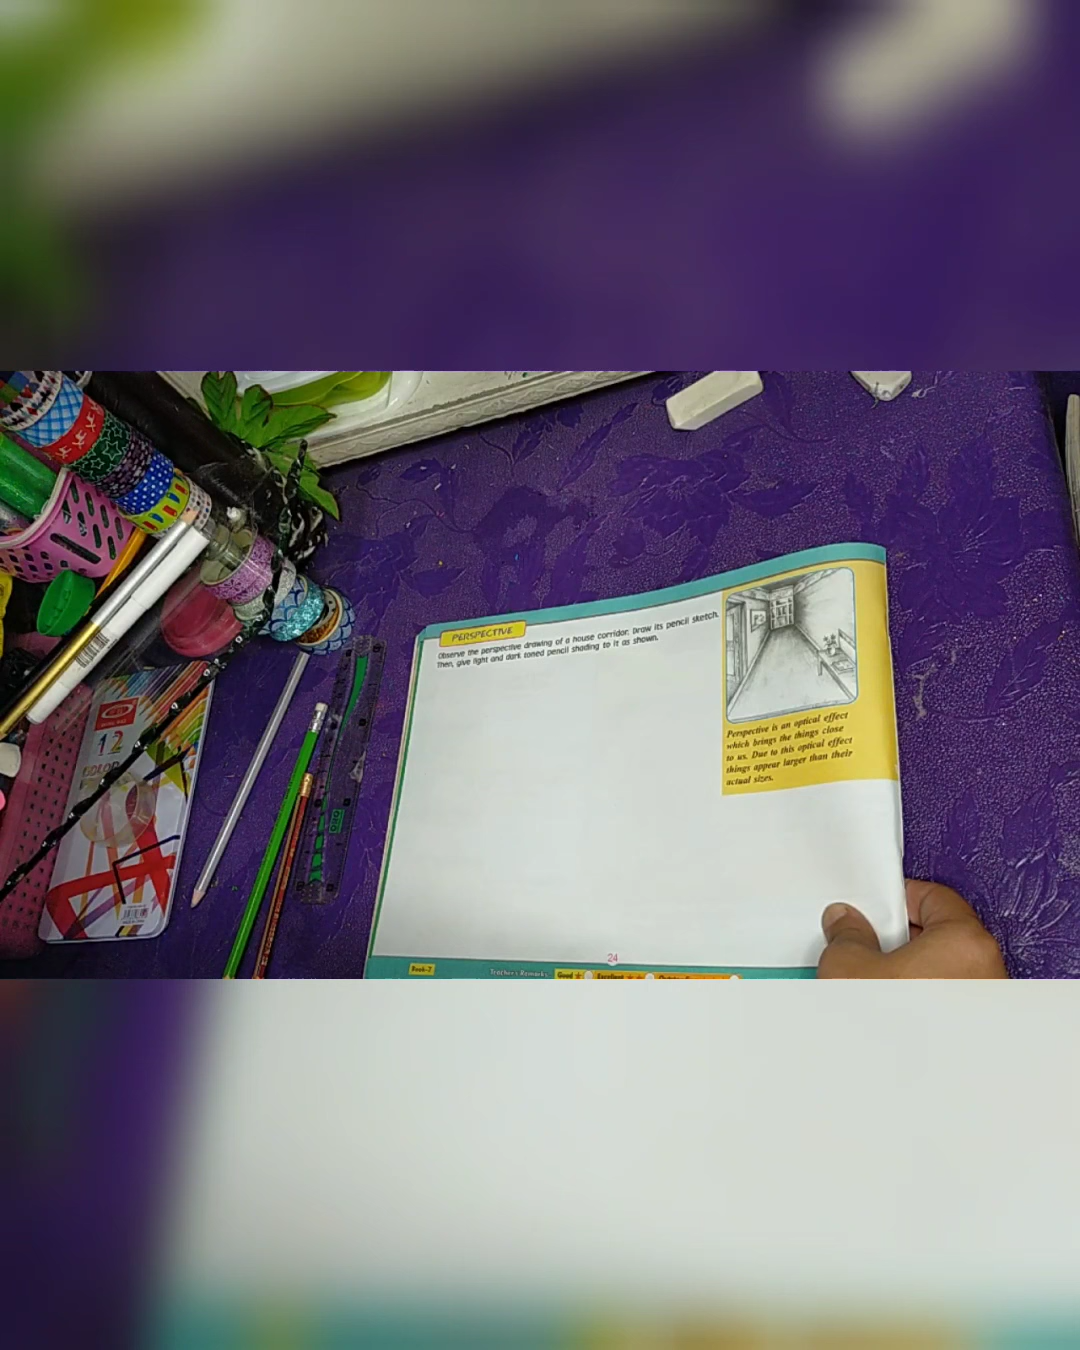 PERSPECTIVE
Observe the perspective drawing of a house corridor. Draw its pencil sketch.
Then, give light and dark toned pencil shading to it as shown.
Perspective is an optical effect
which brings the things close
to us. Due to this optical effect
things appear larger than their
actual sizes.
12
24
Book-7
Teacher's Remarks
Good
Excellent